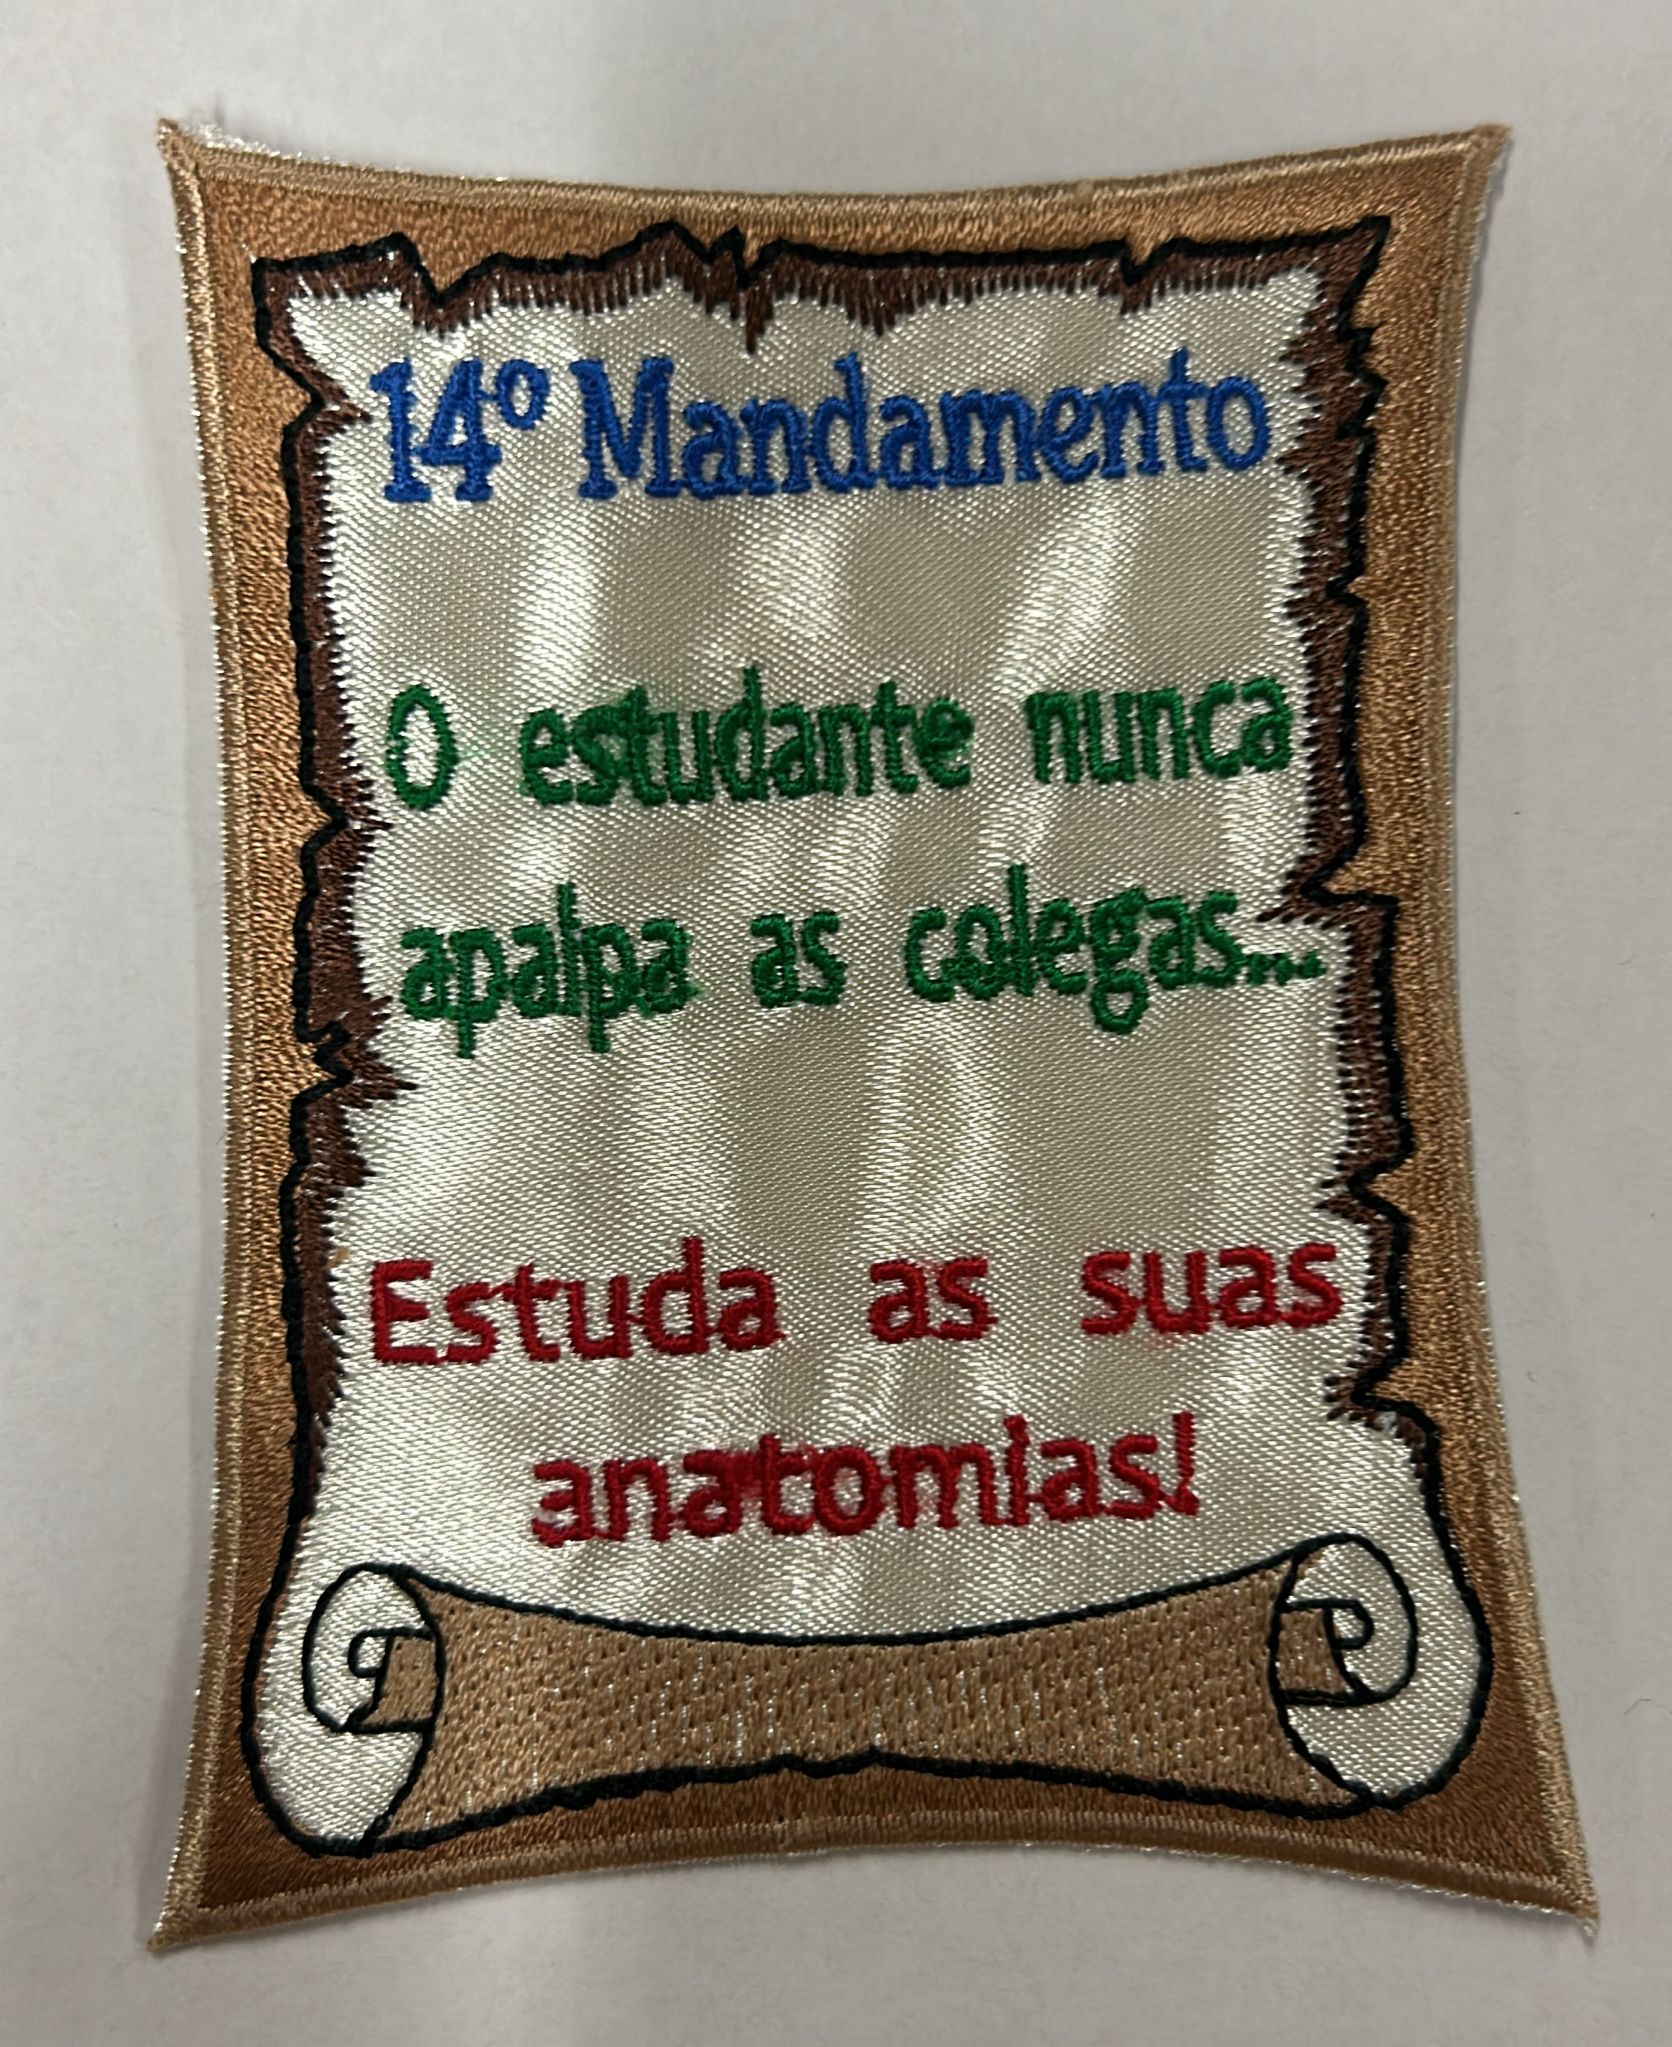 14º Mandamento
O estudante nunca
apalpa as colegas...
Estuda as suas
anatomias!